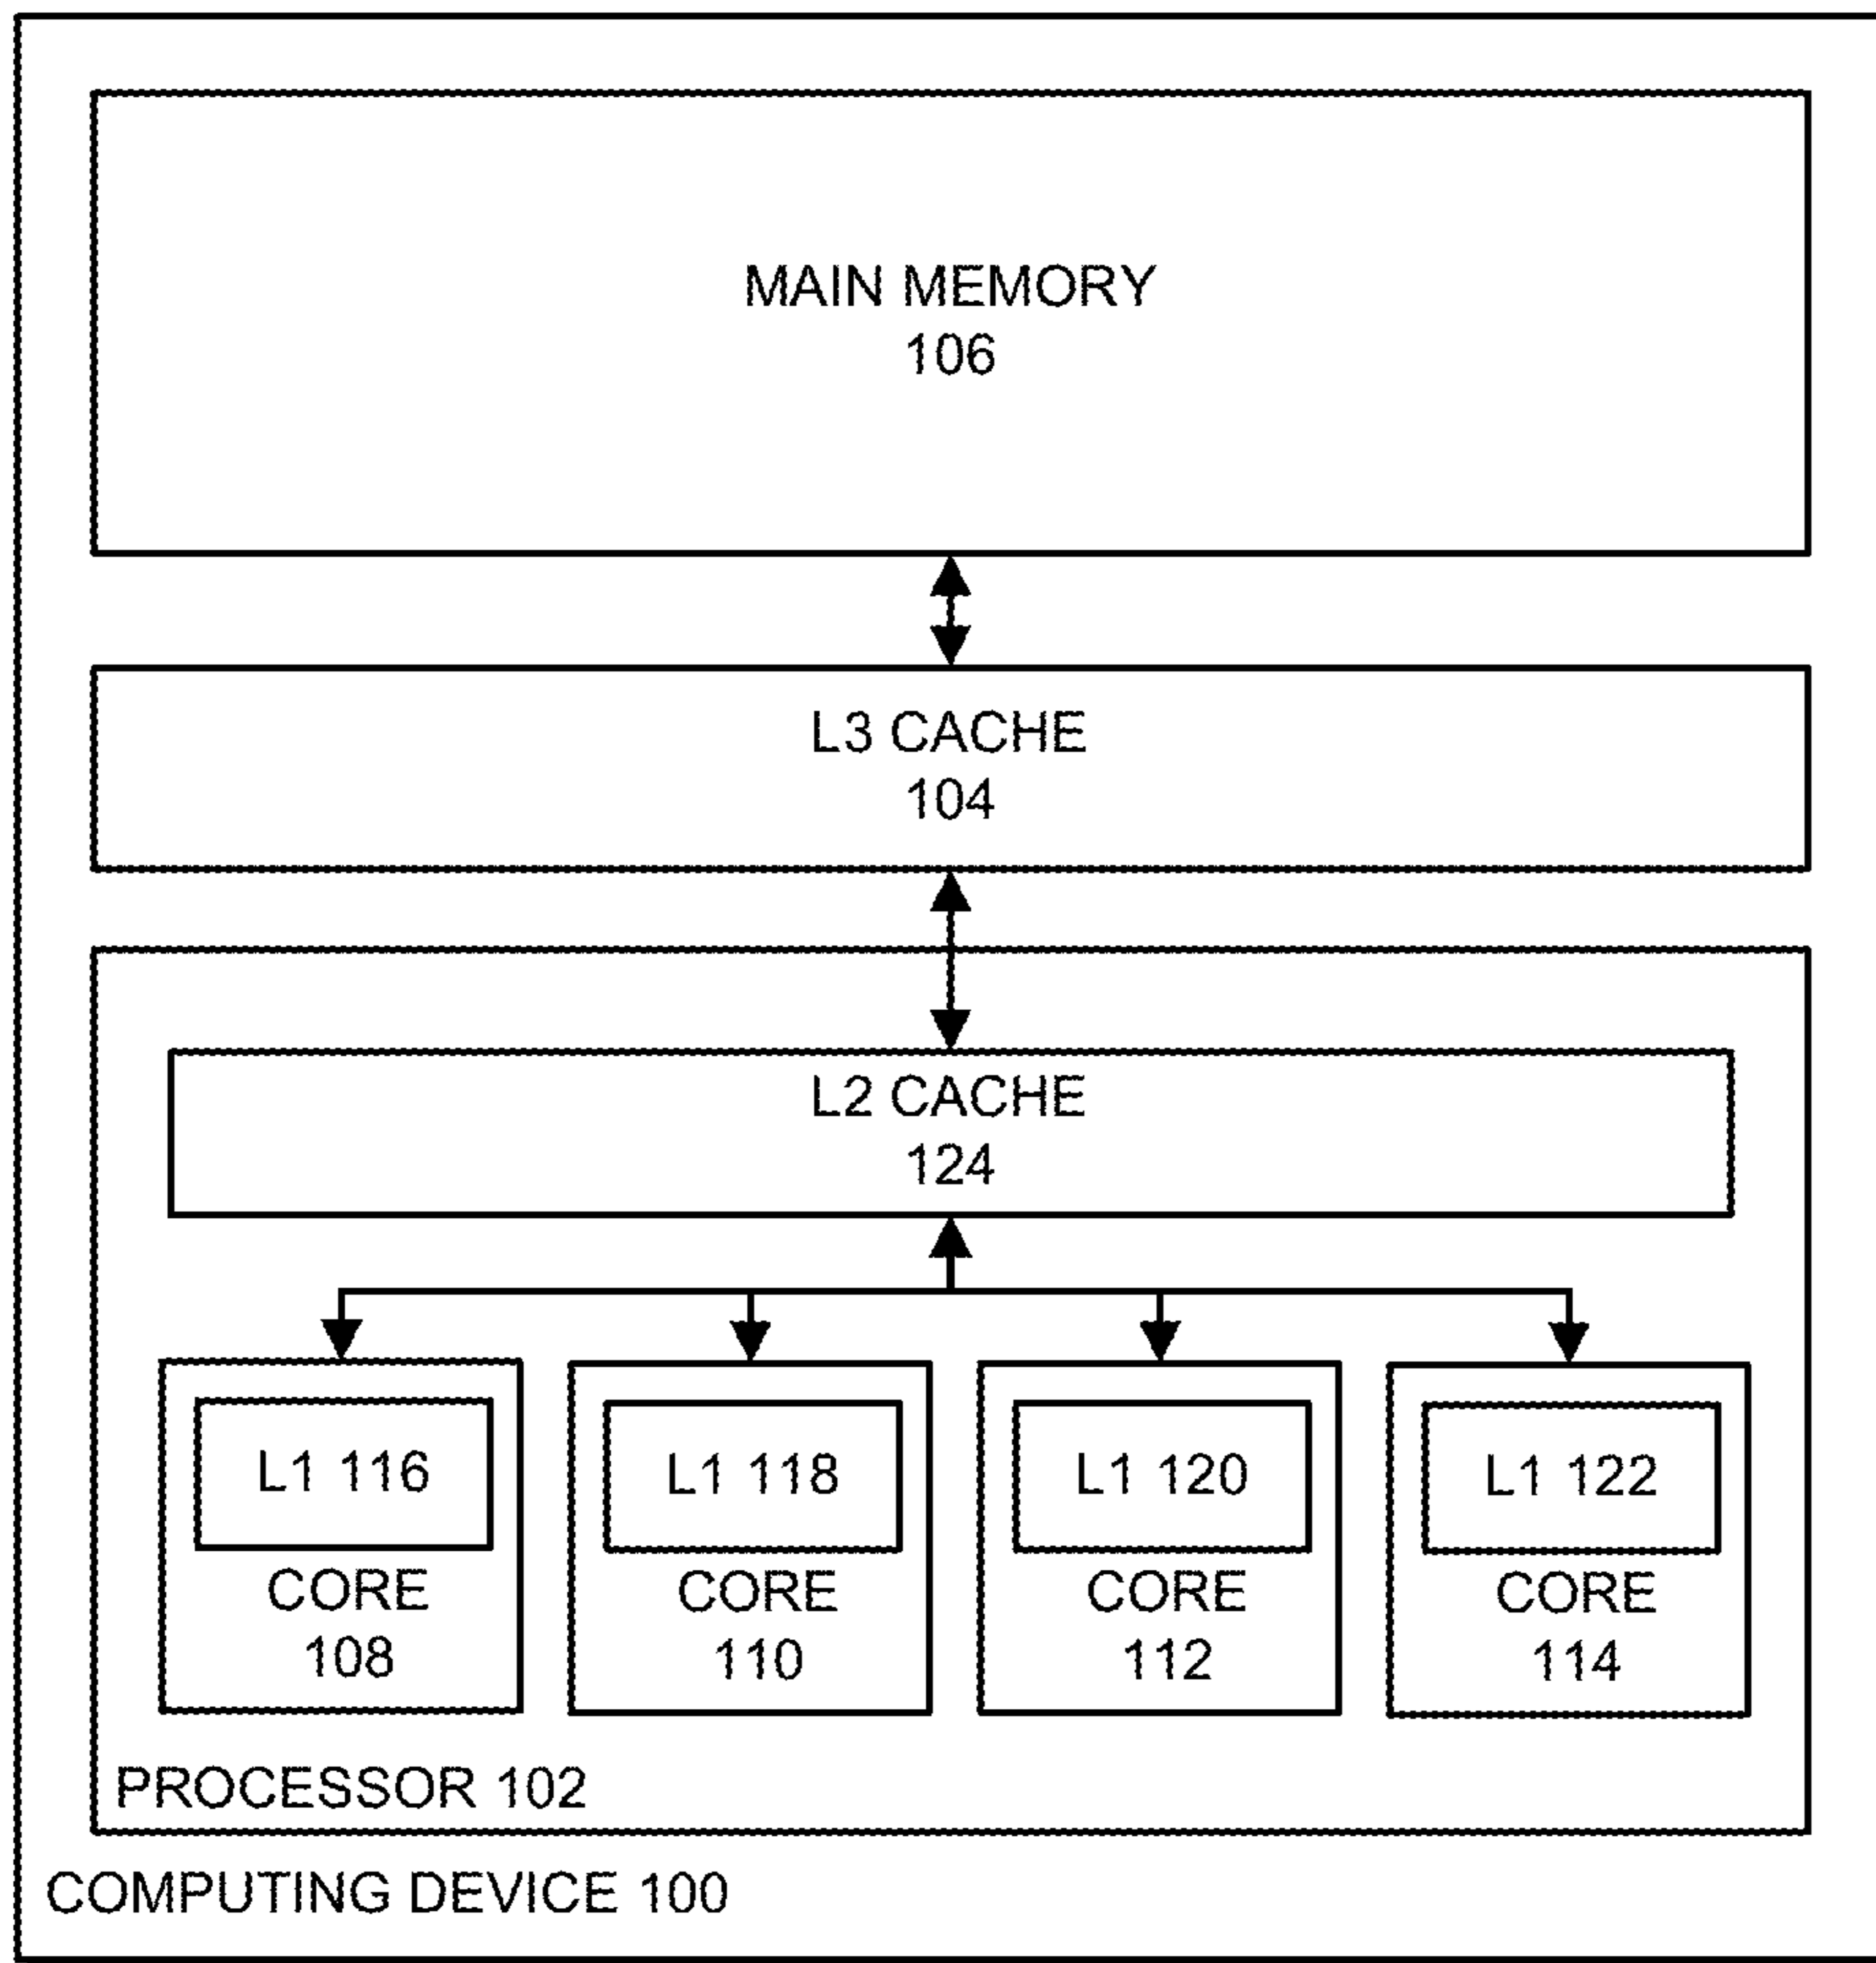 MAIN MEMORY
106
L3 CACHE
104
L2 CACHE
124
L1 116
CORE
108
L1 118
CORE
110
L1 120
CORE
112
L1 122
CORE
114
PROCESSOR 102
COMPUTING DEVICE 100